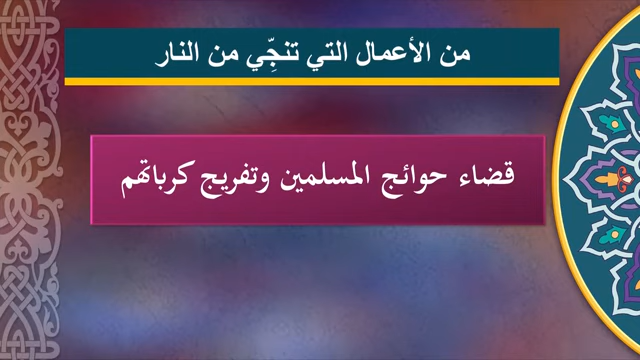 من الأعمال التي تنجِّي من النار
قضاء حوائج المسلمين وتفريج كرباتهم